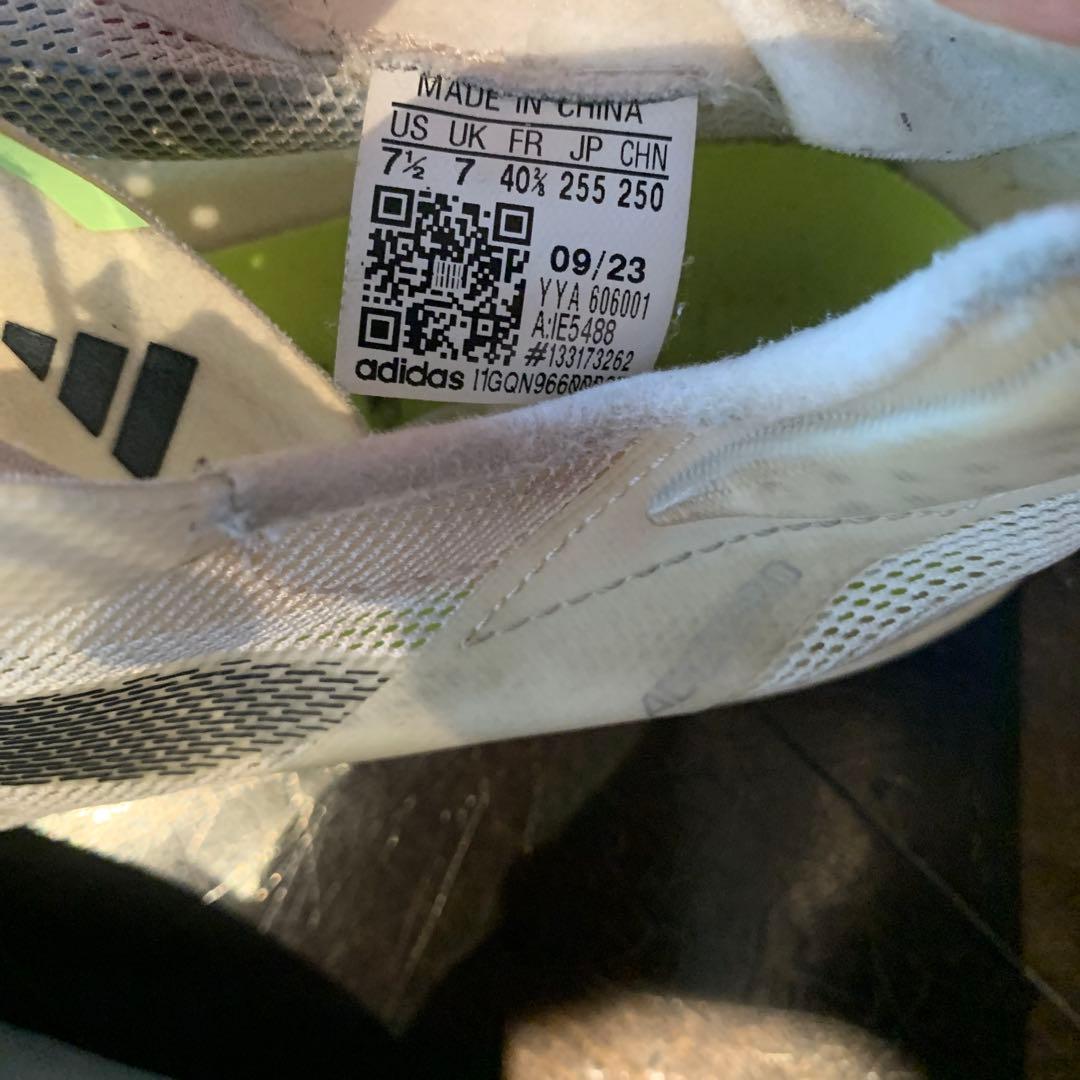 MADE IN CHINA
US UK FR JP CHN
7½ 7 40⅔ 255 250
09/23
YYA 606001
A:IE5488
#133173262
adidas